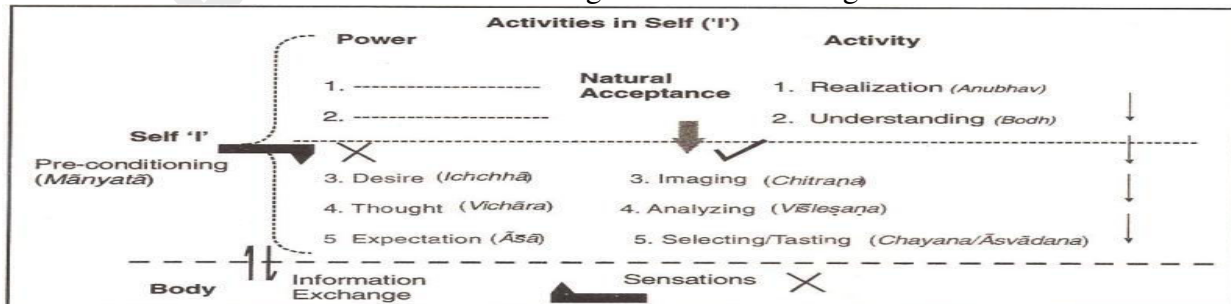 Activities in Self ('I')
Power
Activity
1. --------------------
Natural
Acceptance
1. Realization (Anubhav)
2. --------------------
2. Understanding (Bodh)
Self 'I'
Pre-conditioning
(Mānyatā)
3. Desire (Ichchhā)
3. Imaging (Chitraṇa)
4. Thought (Vichāra)
4. Analyzing (Viśleṣaṇa)
5 Expectation (Āśā)
5. Selecting/Tasting (Chayana/Āsvādana)
Body
Information
Exchange
Sensations